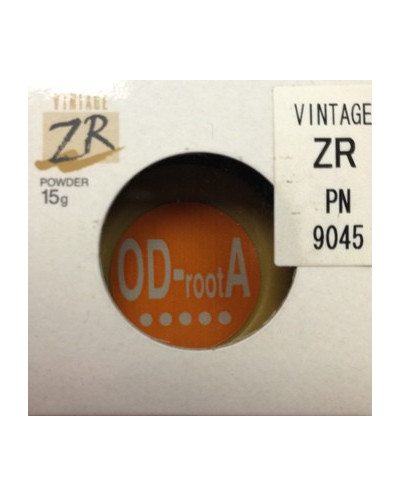 VINTAGE
ZR
POWDER
15g
OD-rootA
VINTAGE
ZR
PN
9045